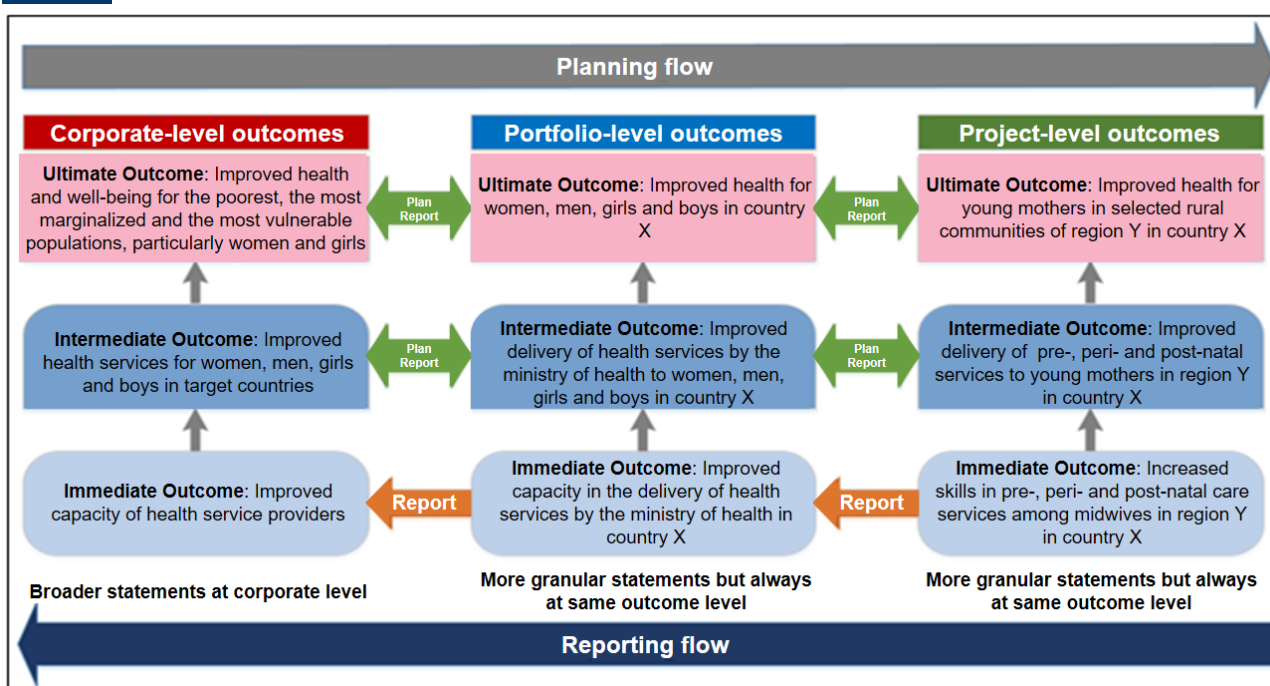 Planning flow
Corporate-level outcomes
Portfolio-level outcomes
Project-level outcomes
Ultimate Outcome: Improved health
and well-being for the poorest, the most
marginalized and the most vulnerable
populations, particularly women and girls
Plan
Report
Ultimate Outcome: Improved health for
women, men, girls and boys in country
X
Plan
Report
Ultimate Outcome: Improved health for
young mothers in selected rural
communities of region Y in country X
Intermediate Outcome: Improved
health services for women, men, girls
and boys in target countries
Plan
Report
Intermediate Outcome: Improved
delivery of health services by the
ministry of health to women, men,
girls and boys in country X
Plan
Report
Intermediate Outcome: Improved
delivery of  pre-, peri- and post-natal
services to young mothers in region Y
in country X
Immediate Outcome: Improved
capacity of health service providers
Report
Immediate Outcome: Improved
capacity in the delivery of health
services by the ministry of health in
country X
Report
Immediate Outcome: Increased
skills in pre-, peri- and post-natal care
services among midwives in region Y
in country X
Broader statements at corporate level
More granular statements but always
at same outcome level
More granular statements but always
at same outcome level
Reporting flow